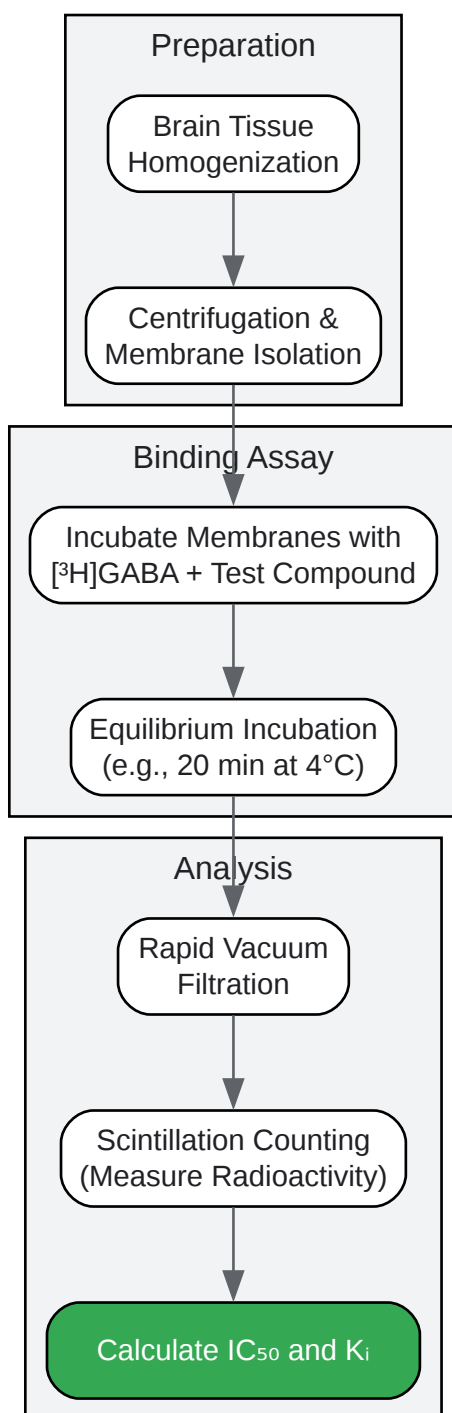 Preparation
Brain Tissue
Homogenization
Centrifugation &
Membrane Isolation
Binding Assay
Incubate Membranes with
[³H]GABA + Test Compound
Equilibrium Incubation
(e.g., 20 min at 4°C)
Analysis
Rapid Vacuum
Filtration
Scintillation Counting
(Measure Radioactivity)
Calculate IC₅₀ and Kᵢ